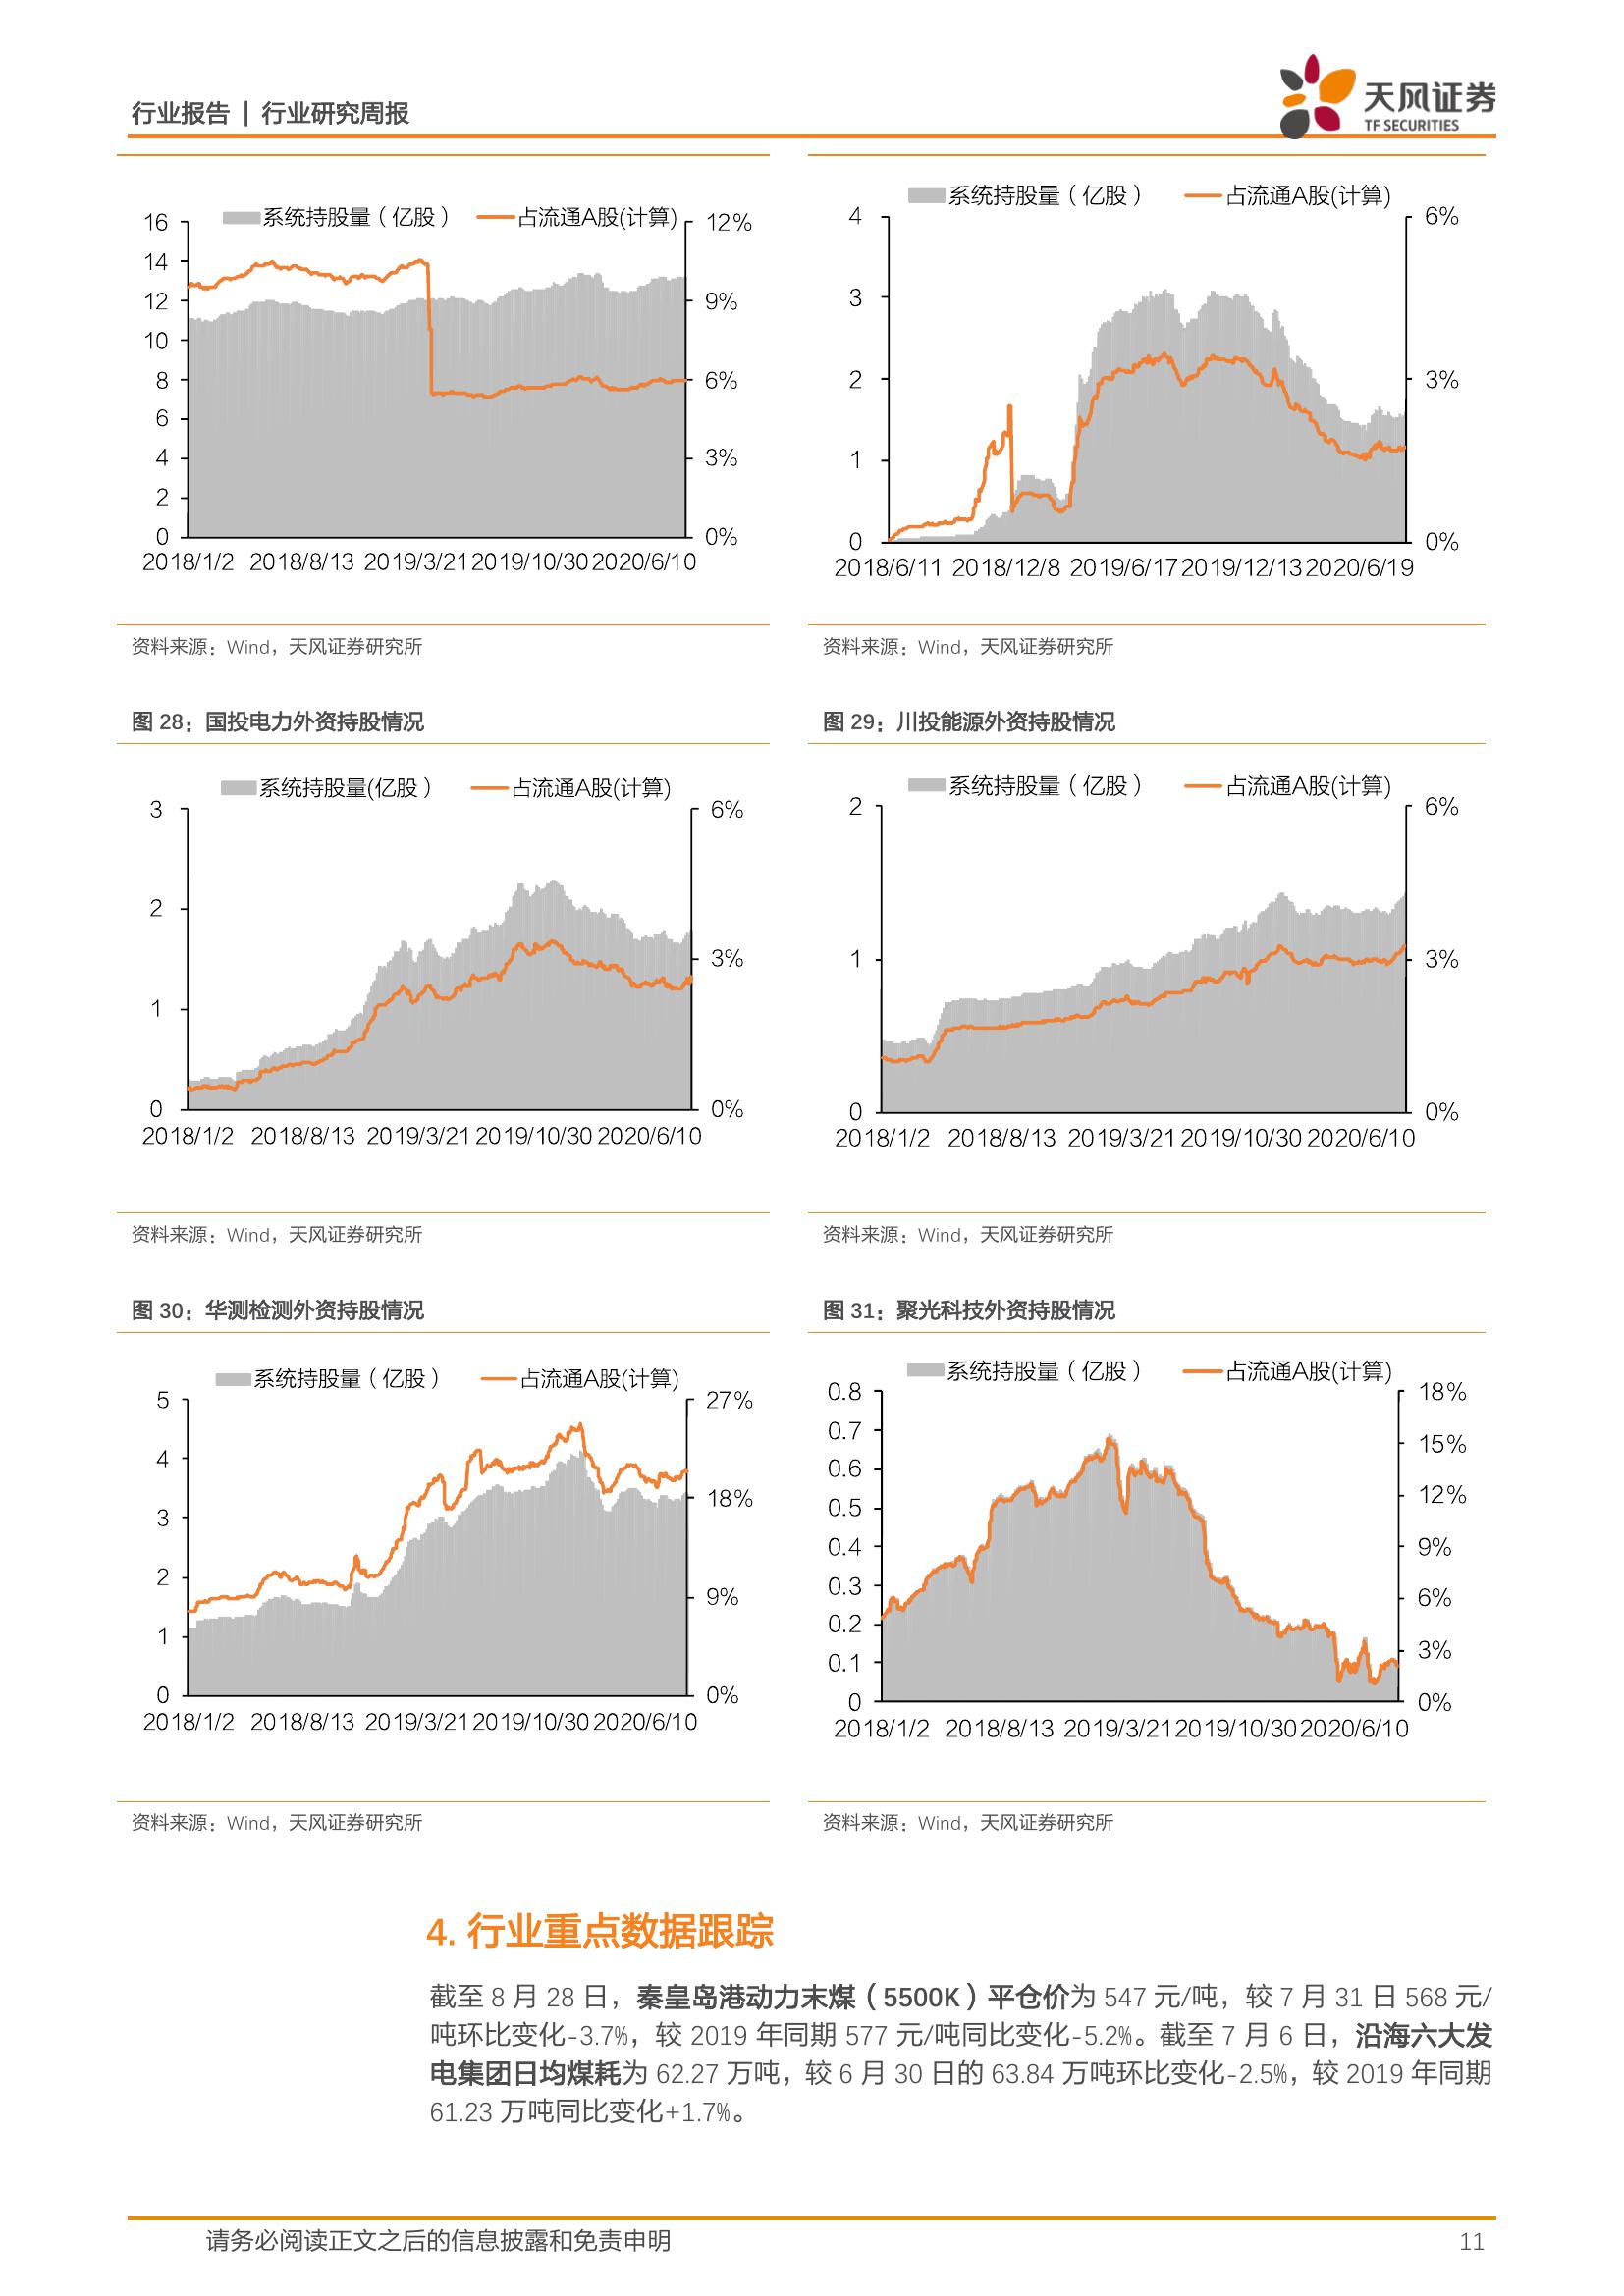 行业报告 | 行业研究周报
天风证券
TF SECURITIES
系统持股量（亿股） 占流通A股(计算)
16 12%
14
12 9%
10
8 6%
6
4 3%
2
0 0%
2018/1/2 2018/8/13 2019/3/21 2019/10/30 2020/6/10
资料来源：Wind，天风证券研究所
系统持股量（亿股） 占流通A股(计算)
4 6%
3
2 3%
1
0 0%
2018/6/11 2018/12/8 2019/6/17 2019/12/13 2020/6/19
资料来源：Wind，天风证券研究所
图 28：国投电力外资持股情况
系统持股量(亿股） 占流通A股(计算)
3 6%
2
3%
1
0 0%
2018/1/2 2018/8/13 2019/3/21 2019/10/30 2020/6/10
资料来源：Wind，天风证券研究所
图 29：川投能源外资持股情况
系统持股量（亿股） 占流通A股(计算)
2 6%
1 3%
0 0%
2018/1/2 2018/8/13 2019/3/21 2019/10/30 2020/6/10
资料来源：Wind，天风证券研究所
图 30：华测检测外资持股情况
系统持股量（亿股） 占流通A股(计算)
5 27%
4
18%
3
2
9%
1
0 0%
2018/1/2 2018/8/13 2019/3/21 2019/10/30 2020/6/10
资料来源：Wind，天风证券研究所
图 31：聚光科技外资持股情况
系统持股量（亿股） 占流通A股(计算)
0.8 18%
0.7
15%
0.6
12%
0.5
0.4 9%
0.3
6%
0.2
3%
0.1
0 0%
2018/1/2 2018/8/13 2019/3/21 2019/10/30 2020/6/10
资料来源：Wind，天风证券研究所
4. 行业重点数据跟踪
截至 8 月 28 日，秦皇岛港动力末煤（5500K）平仓价为 547 元/吨，较 7 月 31 日 568 元/
吨环比变化-3.7%，较 2019 年同期 577 元/吨同比变化-5.2%。截至 7 月 6 日，沿海六大发
电集团日均煤耗为 62.27 万吨，较 6 月 30 日的 63.84 万吨环比变化-2.5%，较 2019 年同期
61.23 万吨同比变化+1.7%。
请务必阅读正文之后的信息披露和免责申明 11